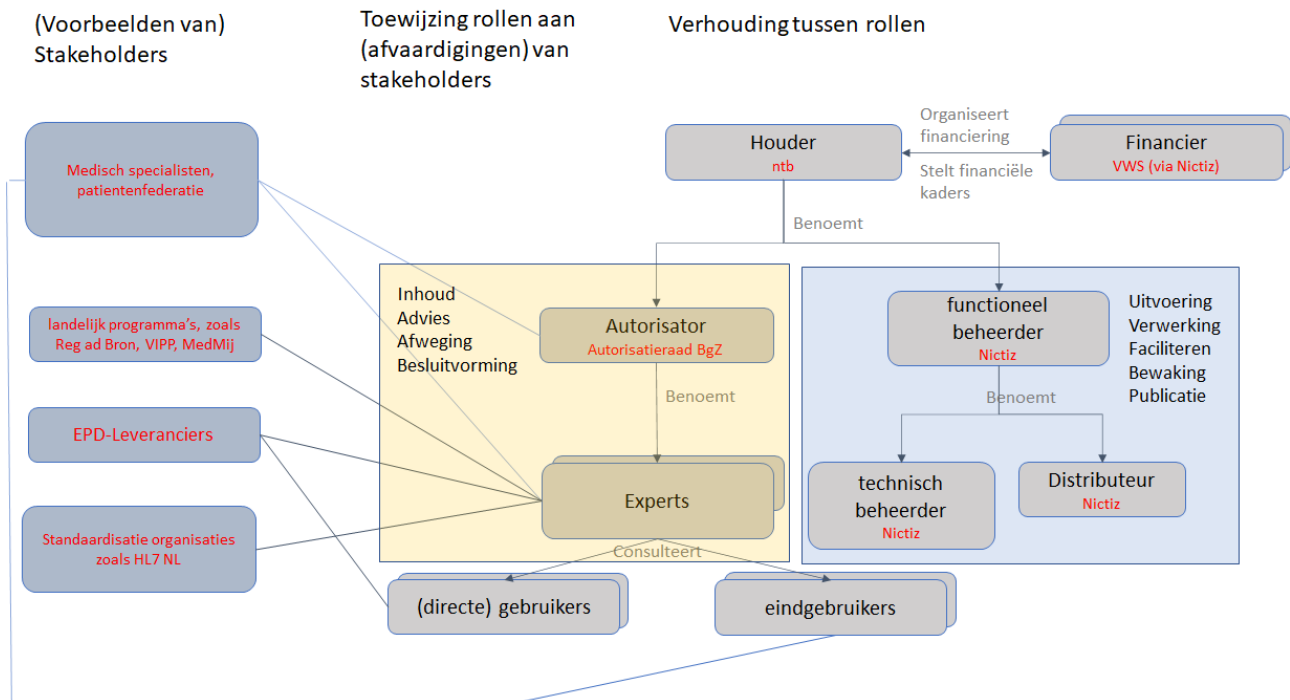 (Voorbeelden van)
Stakeholders
Toewijzing rollen aan
(afvaardigingen) van
stakeholders
Verhouding tussen rollen
Medisch specialisten,
patientenfederatie
landelijk programma's, zoals
Reg ad Bron, VIPP, MedMij
EPD-Leveranciers
Standaardisatie organisaties
zoals HL7 NL
Houder
ntb
Organiseert
financiering
Stelt financiële
kaders
Financier
VWS (via Nictiz)
Benoemt
Inhoud
Advies
Afweging
Besluitvorming
Autorisator
Autorisatieraad BgZ
Benoemt
Experts
Consulteert
functioneel
beheerder
Nictiz
Uitvoering
Verwerking
Faciliteren
Bewaking
Publicatie
Benoemt
technisch
beheerder
Nictiz
Distributeur
Nictiz
(directe) gebruikers
eindgebruikers